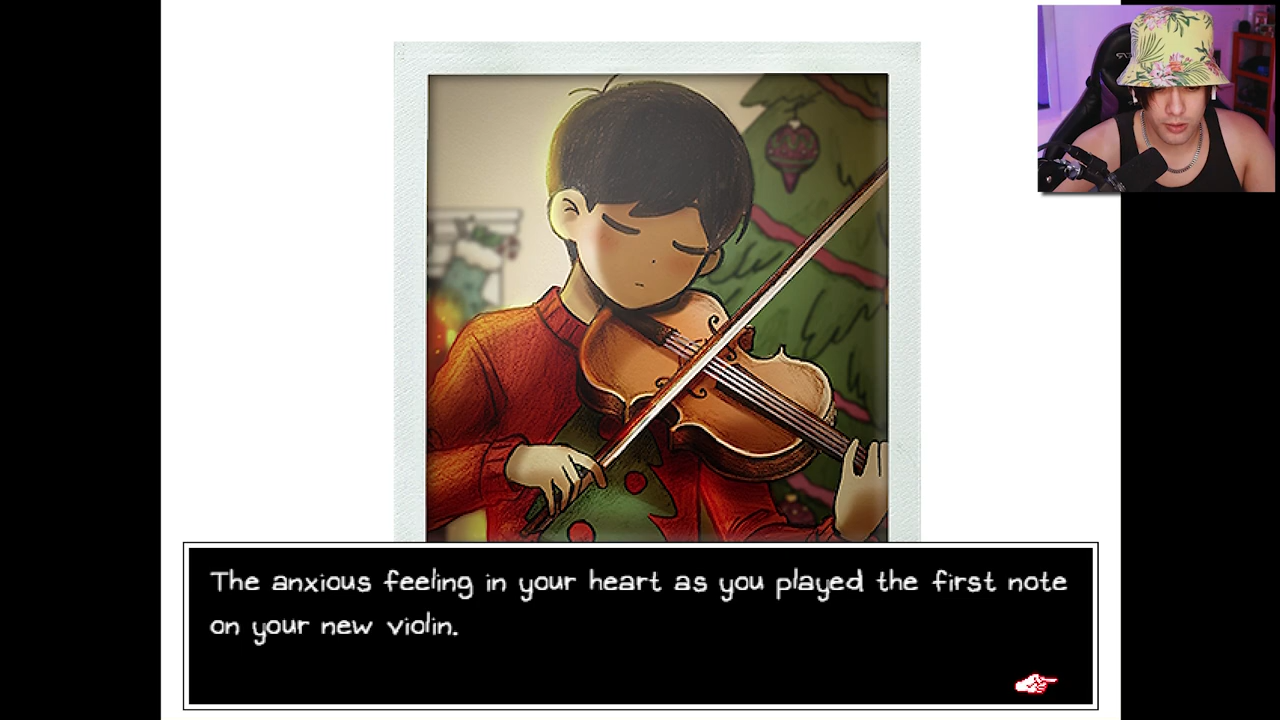 The anxious feeling in your heart as you played the first note
on your new violin.